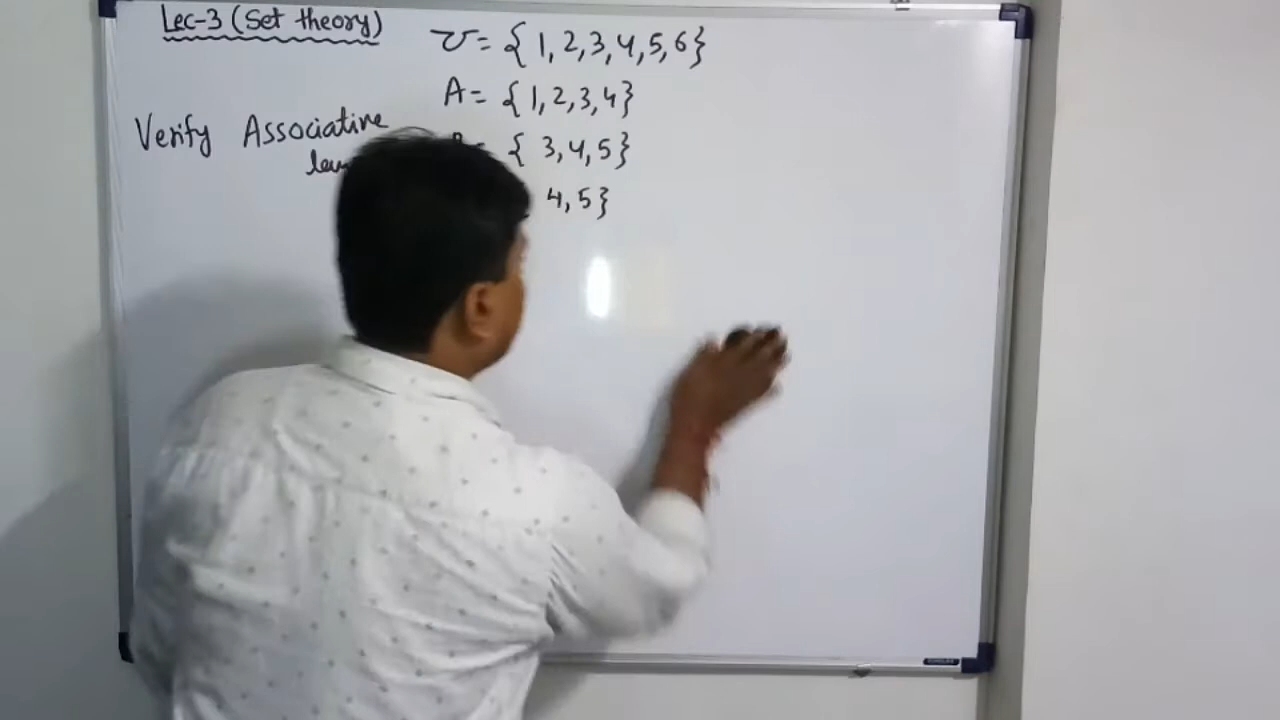 Lec-3 (Set theory)
U = { 1, 2, 3, 4, 5, 6 }
A = { 1, 2, 3, 4 }
Verify Associative
= { 3, 4, 5 }
4, 5 }